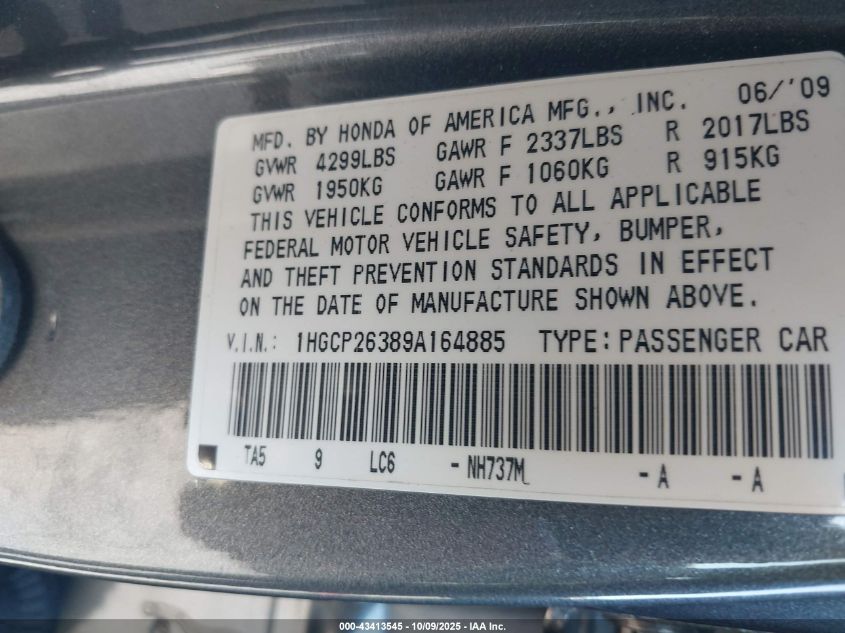 MFD. BY HONDA OF AMERICA MFG., INC. 06/'09
GVWR 4299LBS GAWR F 2337LBS R 2017LBS
GVWR 1950KG GAWR F 1060KG R 915KG
THIS VEHICLE CONFORMS TO ALL APPLICABLE
FEDERAL MOTOR VEHICLE SAFETY, BUMPER,
AND THEFT PREVENTION STANDARDS IN EFFECT
ON THE DATE OF MANUFACTURE SHOWN ABOVE.
V.I.N.: 1HGCP26389A164885 TYPE: PASSENGER CAR
TA5 9 LC6 - NH737M - A - A
000-43413545 - 10/09/2025 - IAA Inc.